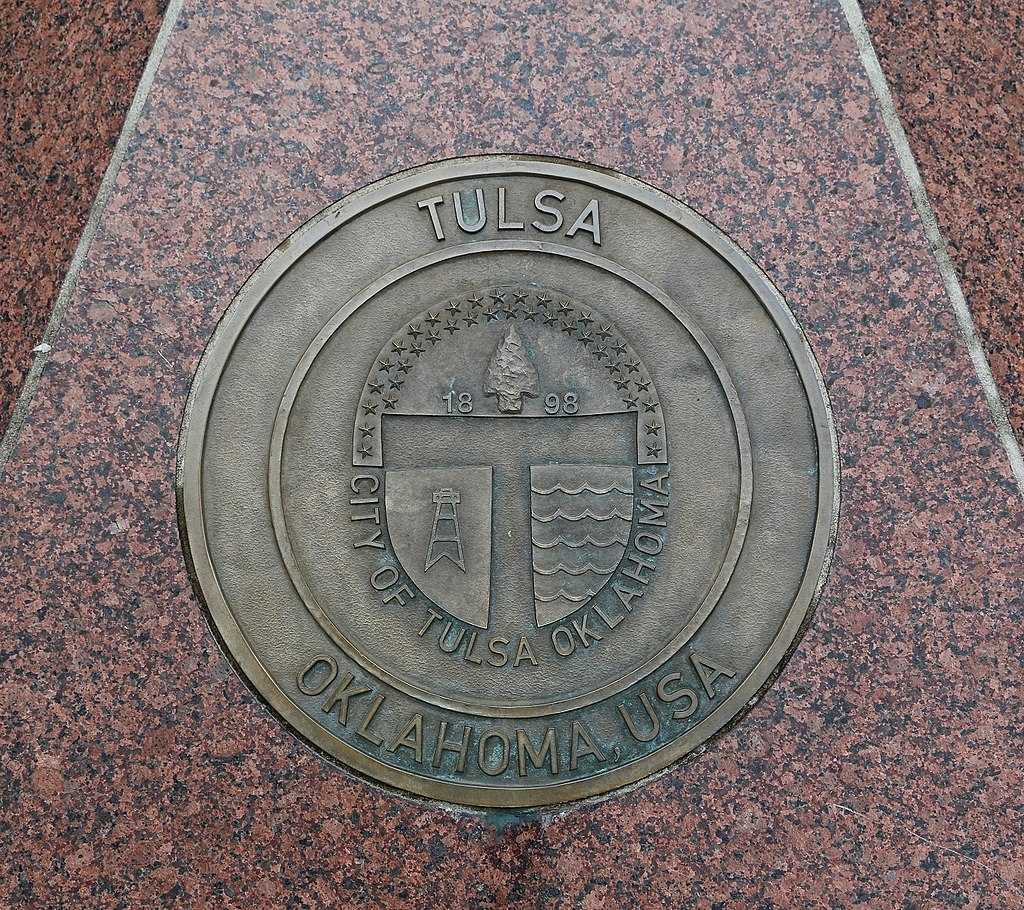 TULSA
18 98
CITY OF TULSA OKLAHOMA
OKLAHOMA, USA